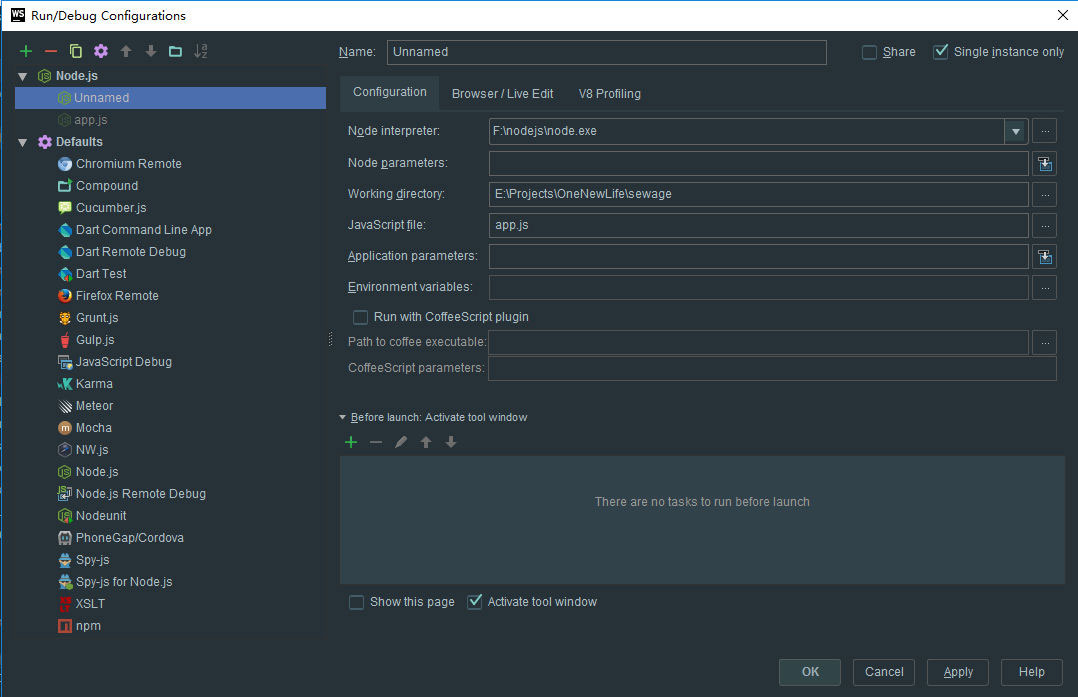 WS Run/Debug Configurations
Node.js
Unnamed
app.js
Defaults
Chromium Remote
Compound
Cucumber.js
Dart Command Line App
Dart Remote Debug
Dart Test
Firefox Remote
Grunt.js
Gulp.js
JavaScript Debug
Karma
Meteor
Mocha
NW.js
Node.js
Node.js Remote Debug
Nodeunit
PhoneGap/Cordova
Spy-js
Spy-js for Node.js
XSLT
npm
Name: Unnamed
Share
Single instance only
Configuration
Browser / Live Edit
V8 Profiling
Node interpreter: F:\nodejs\node.exe
Node parameters:
Working directory: E:\Projects\OneNewLife\sewage
JavaScript file: app.js
Application parameters:
Environment variables:
Run with CoffeeScript plugin
Path to coffee executable:
CoffeeScript parameters:
Before launch: Activate tool window
There are no tasks to run before launch
Show this page
Activate tool window
OK
Cancel
Apply
Help